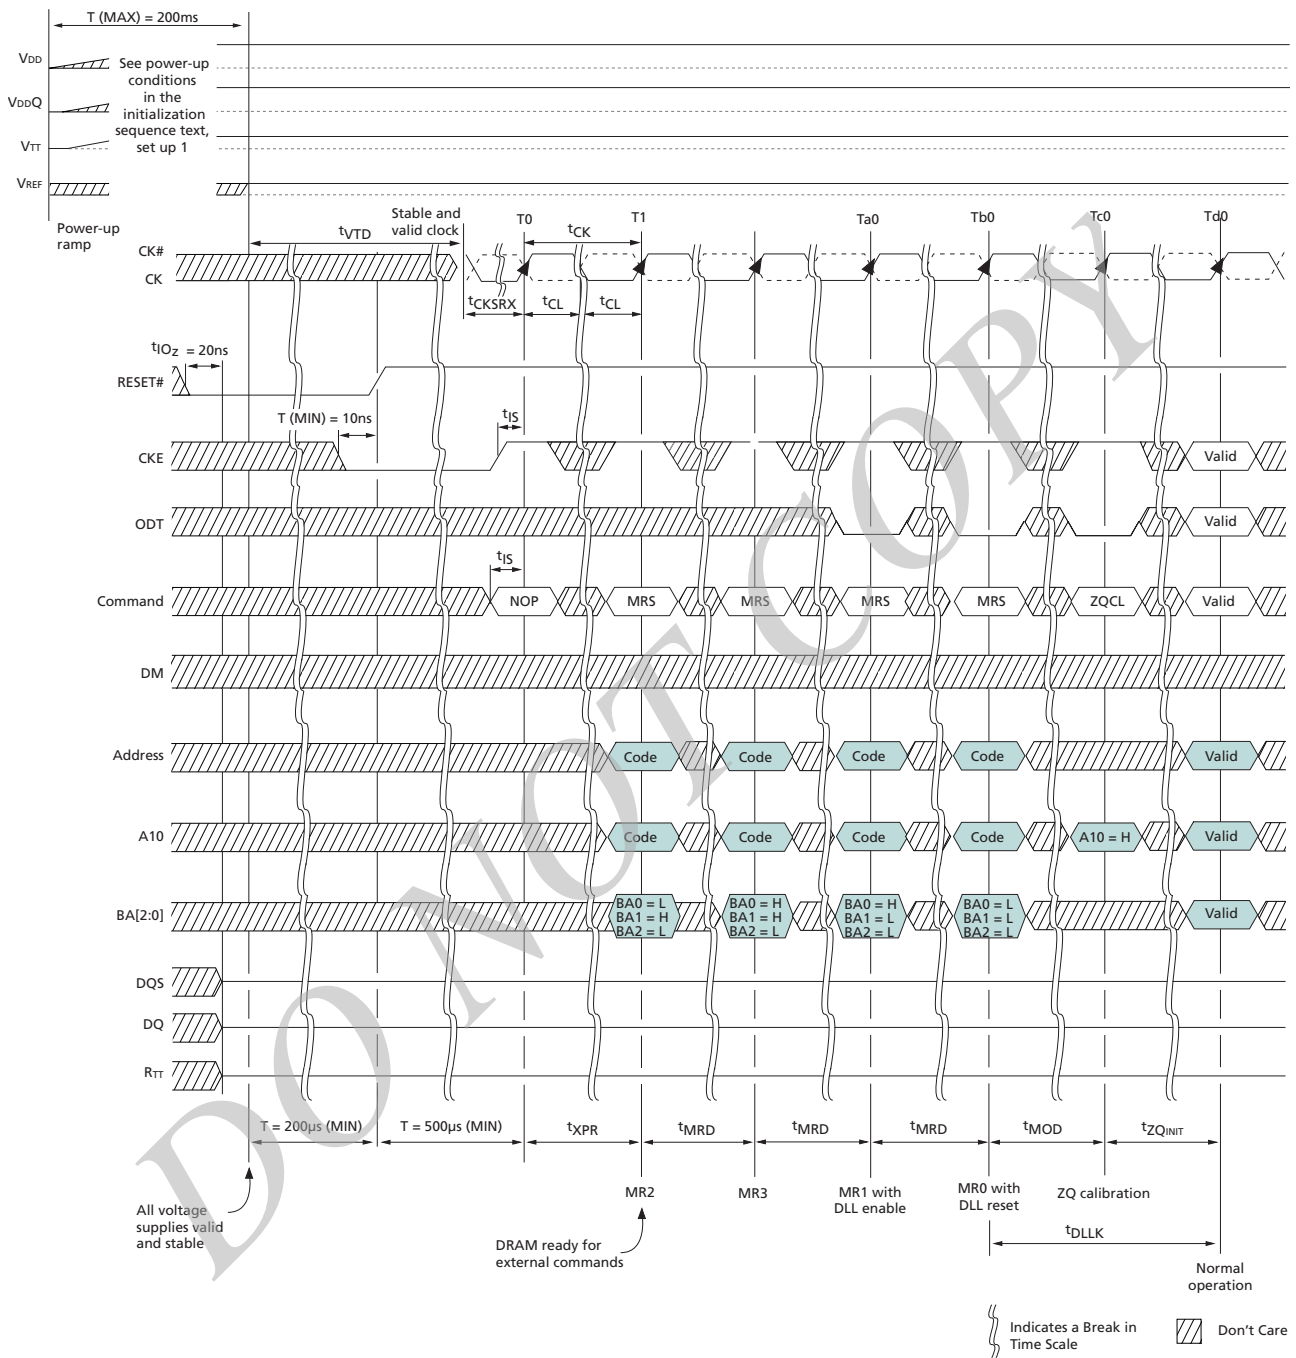 T (MAX) = 200ms
VDD
VDDQ
VTT
VREF
See power-up
conditions
in the
initialization
sequence text,
set up 1
Power-up
ramp
tVTD
Stable and
valid clock
T0
tCK
T1
Ta0
Tb0
Tc0
Td0
CK#
CK
tCKSRX
tCL
tCL
tIOZ = 20ns
RESET#
T (MIN) = 10ns
tIS
CKE
Valid
ODT
Valid
tIS
Command
NOP
MRS
MRS
MRS
MRS
ZQCL
Valid
DM
Address
Code
Code
Code
Code
Valid
A10
Code
Code
Code
Code
A10 = H
Valid
BA[2:0]
BA0 = L
BA1 = H
BA2 = L
BA0 = H
BA1 = H
BA2 = L
BA0 = H
BA1 = L
BA2 = L
BA0 = L
BA1 = L
BA2 = L
Valid
DQS
DQ
RTT
T = 200µs (MIN)
T = 500µs (MIN)
tXPR
tMRD
tMRD
tMRD
tMOD
tZQINIT
All voltage
supplies valid
and stable
MR2
DRAM ready for
external commands
MR3
MR1 with
DLL enable
MR0 with
DLL reset
ZQ calibration
tDLLK
Normal
operation
Indicates a Break in
Time Scale
Don't Care
DO NOT COPY